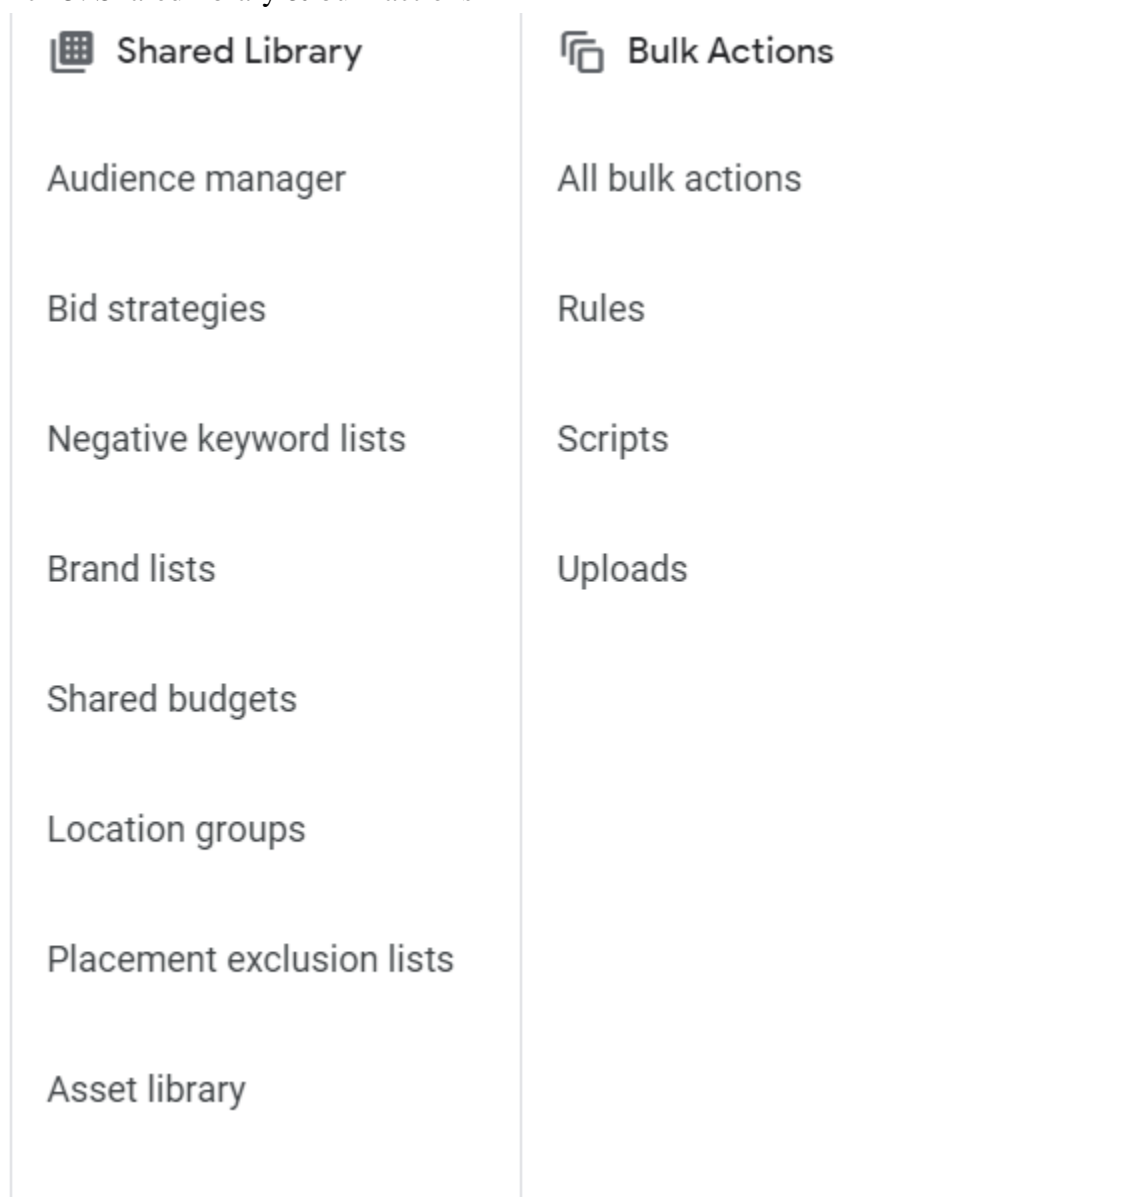 Shared Library
Audience manager
Bid strategies
Negative keyword lists
Brand lists
Shared budgets
Location groups
Placement exclusion lists
Asset library
Bulk Actions
All bulk actions
Rules
Scripts
Uploads